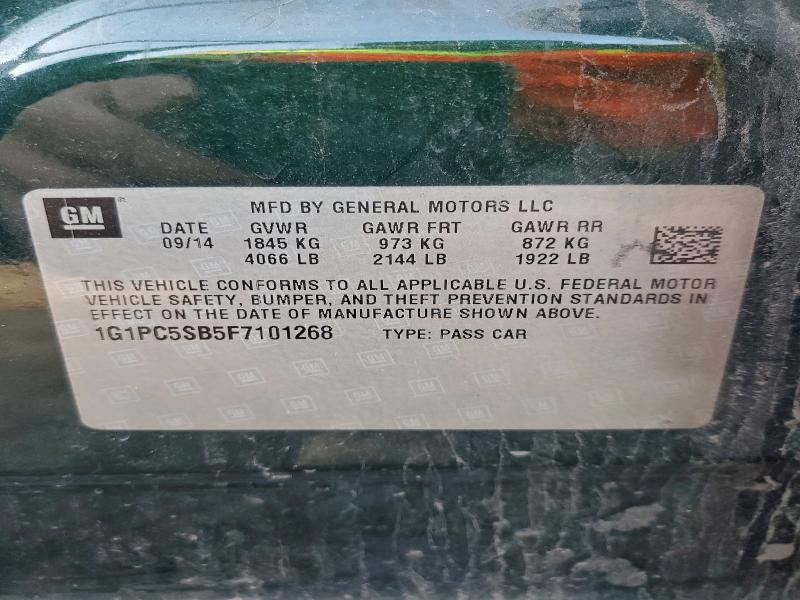 GM MFD BY GENERAL MOTORS LLC
DATE GVWR GAWR FRT GAWR RR
09/14 1845 KG 973 KG 872 KG
4066 LB 2144 LB 1922 LB
THIS VEHICLE CONFORMS TO ALL APPLICABLE U.S. FEDERAL MOTOR
VEHICLE SAFETY, BUMPER, AND THEFT PREVENTION STANDARDS IN
EFFECT ON THE DATE OF MANUFACTURE SHOWN ABOVE.
1G1PC5SB5F7101268 TYPE: PASS CAR